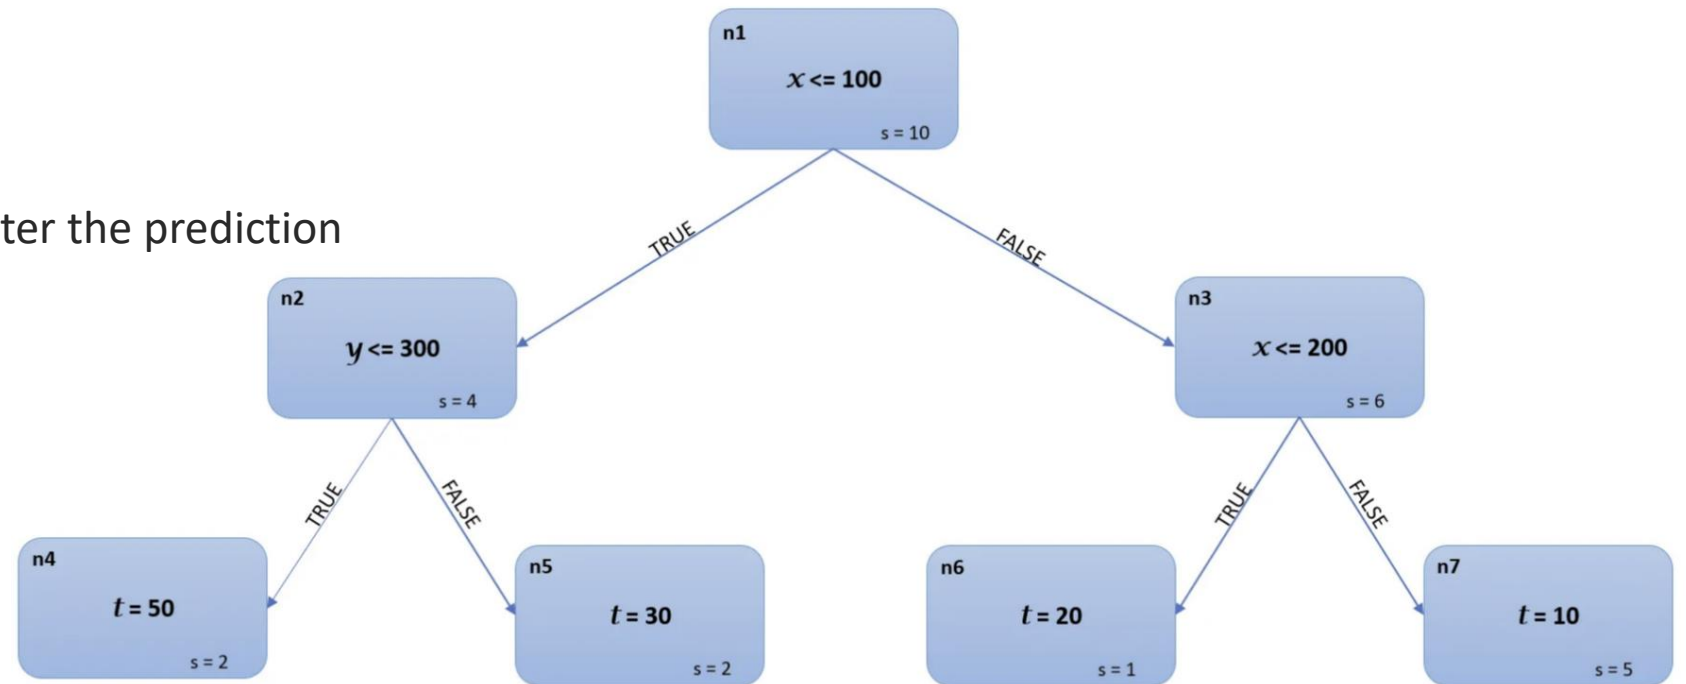 n1
x <= 100
s = 10
ter the prediction
TRUE
FALSE
n2
y <= 300
s = 4
n3
x <= 200
s = 6
TRUE
FALSE
TRUE
FALSE
n4
t = 50
s = 2
n5
t = 30
s = 2
n6
t = 20
s = 1
n7
t = 10
s = 5